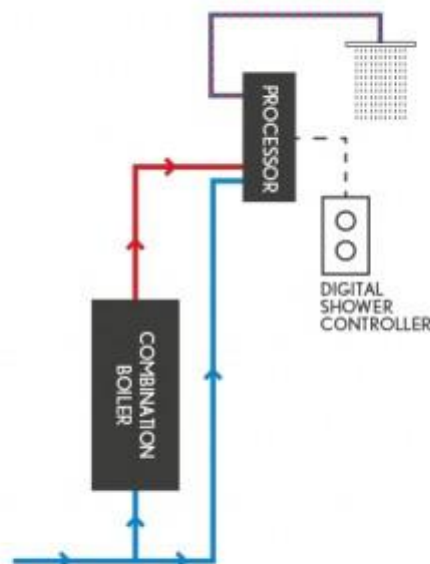 PROCESSOR
DIGITAL
SHOWER
CONTROLLER
COMBINATION
BOILER